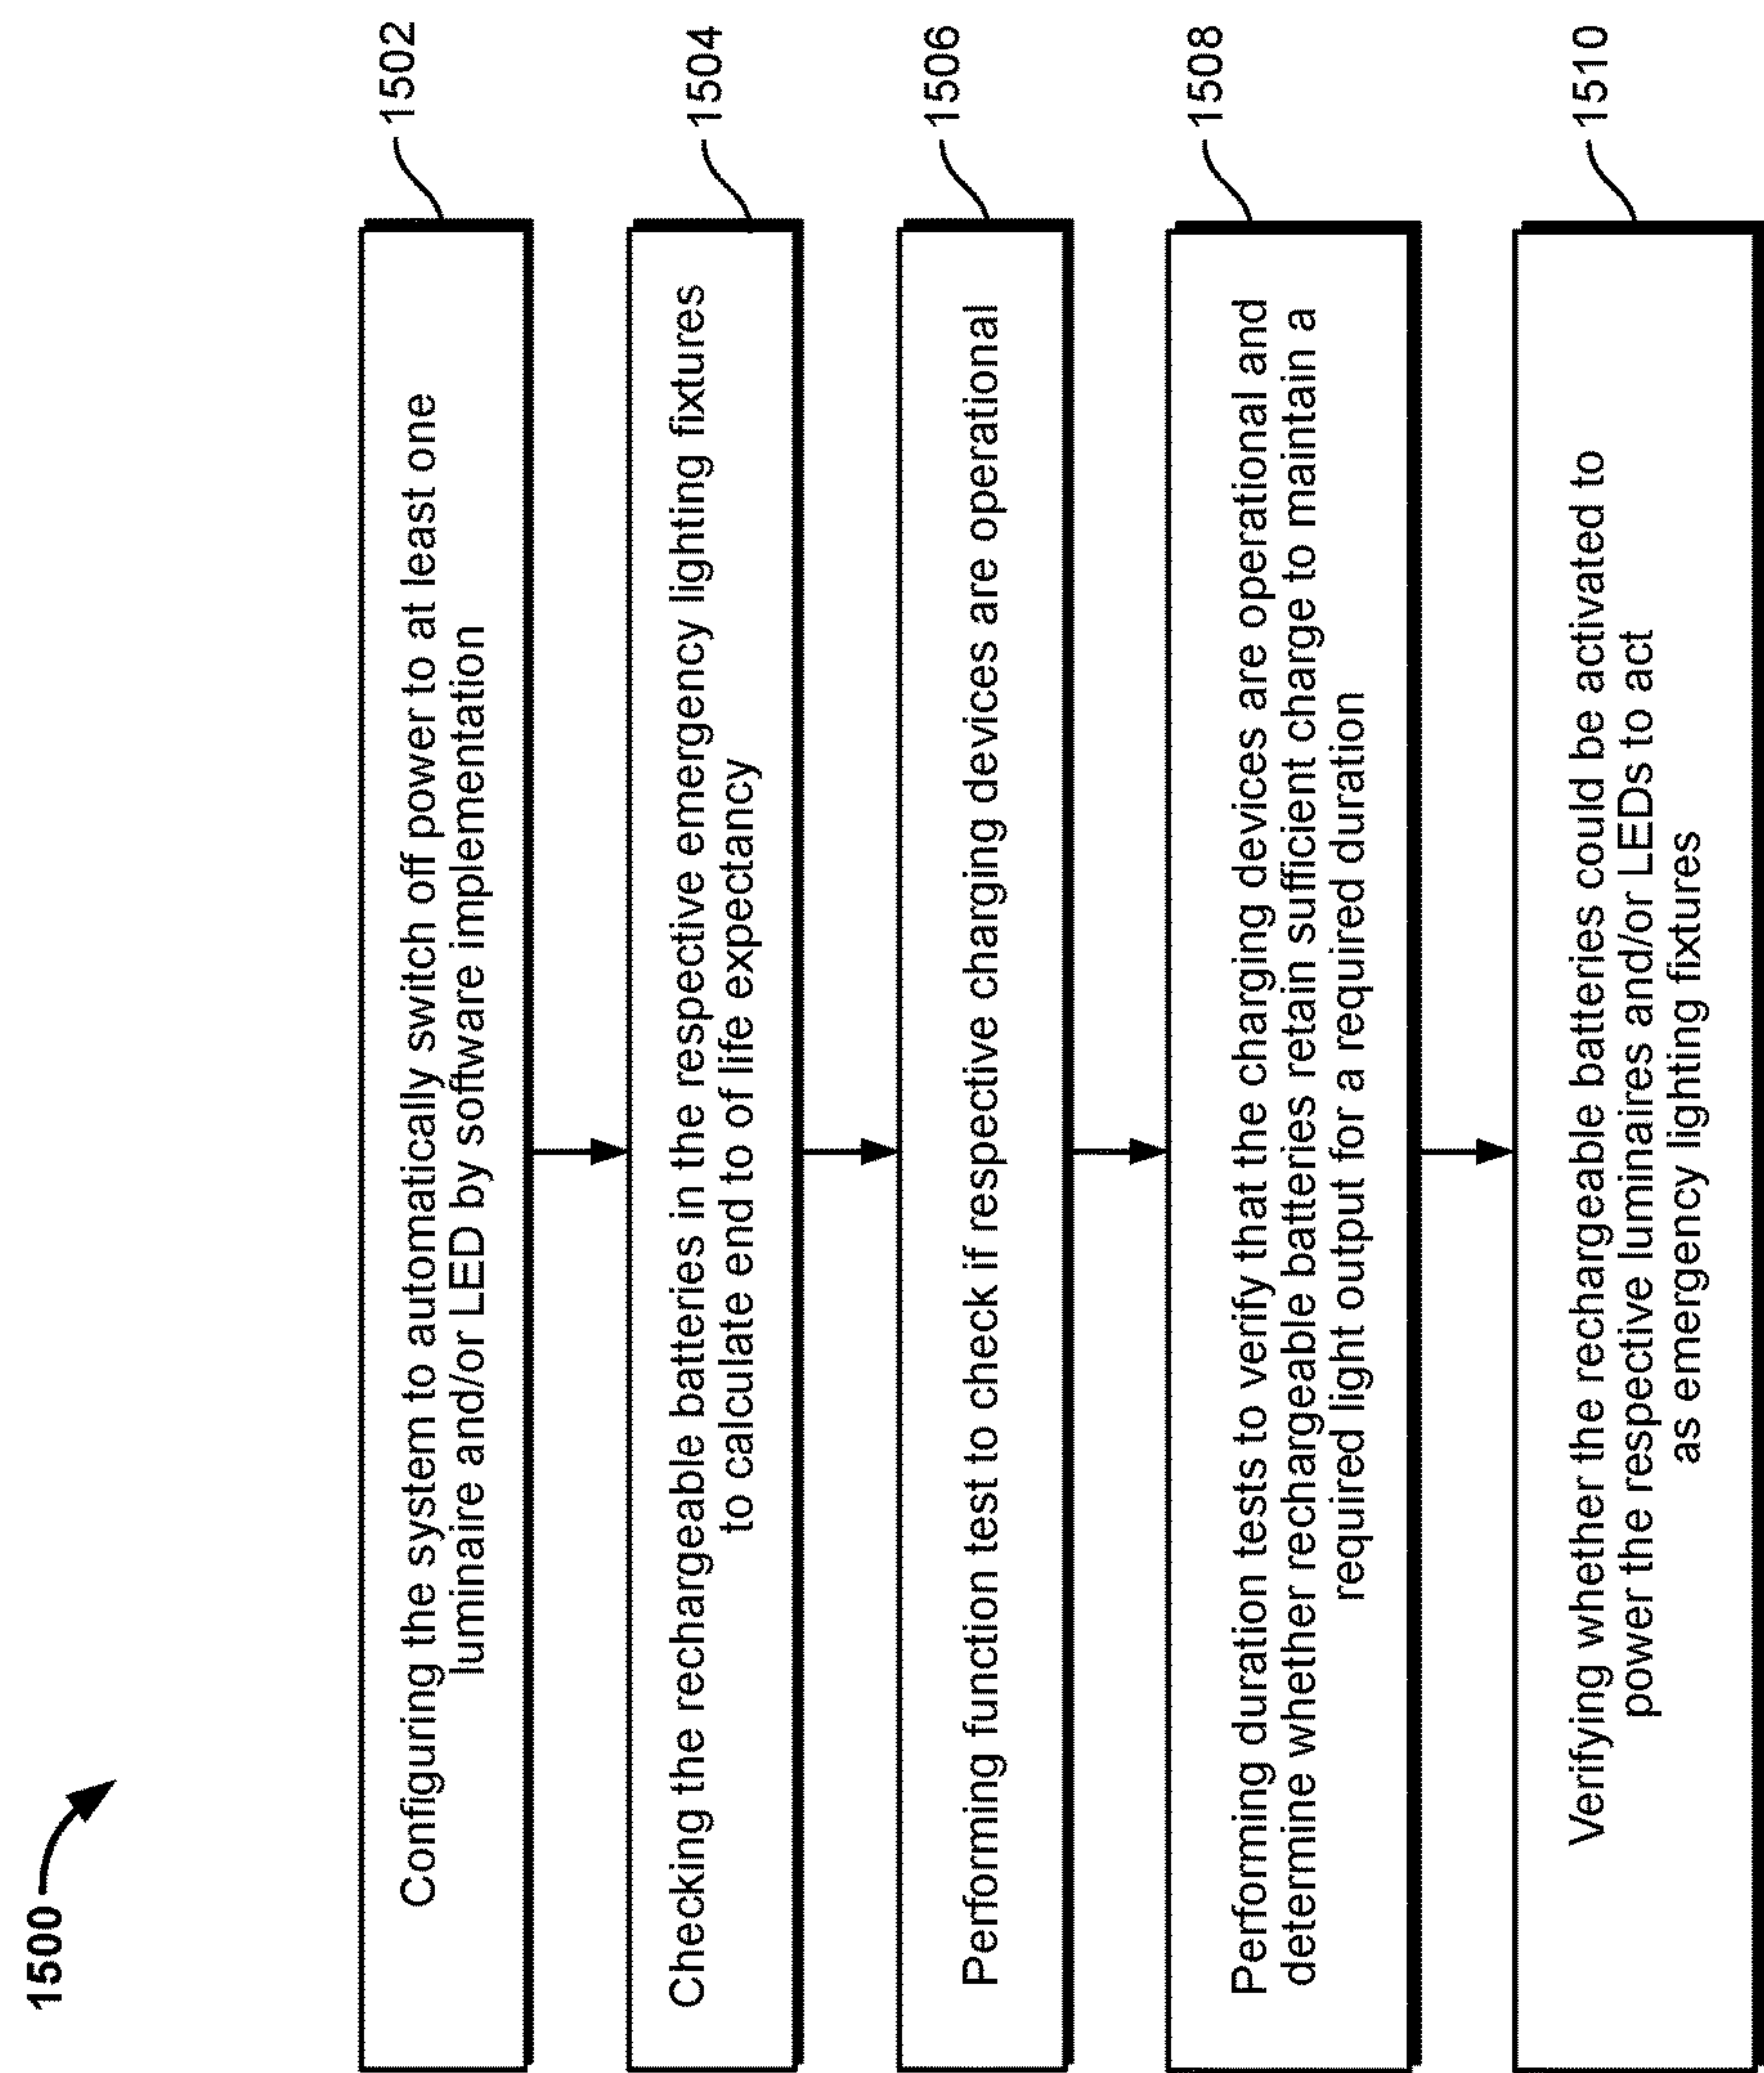 1500
Configuring the system to automatically switch off power to at least one
luminaire and/or LED by software implementation
1502
Checking the rechargeable batteries in the respective emergency lighting fixtures
to calculate end to of life expectancy
1504
Performing function test to check if respective charging devices are operational
1506
Performing duration tests to verify that the charging devices are operational and
determine whether rechargeable batteries retain sufficient charge to maintain a
required light output for a required duration
1508
Verifying whether the rechargeable batteries could be activated to
power the respective luminaires and/or LEDs to act
as emergency lighting fixtures
1510